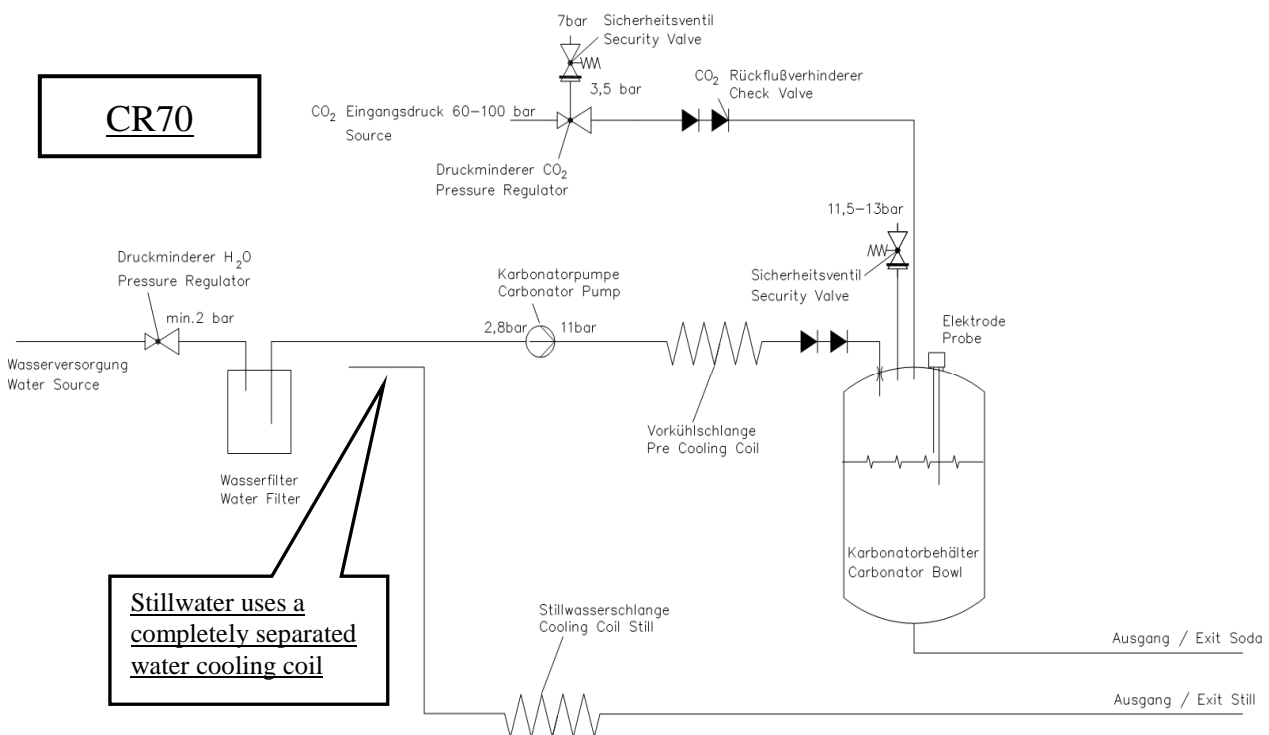 7bar
Sicherheitsventil
Security Valve
CR70
3,5 bar
CO₂ Rückflußverhinderer
Check Valve
CO₂ Eingangsdruck 60-100 bar
Source
Druckminderer CO₂
Pressure Regulator
11,5-13bar
Druckminderer H₂O
Pressure Regulator
min.2 bar
Karbonatorpumpe
Carbonator Pump
2,8bar
11bar
Sicherheitsventil
Security Valve
Elektrode
Probe
Wasserversorgung
Water Source
Vorkühlschlange
Pre Cooling Coil
Wasserfilter
Water Filter
Karbonatorbehälter
Carbonator Bowl
Stillwater uses a
completely separated
water cooling coil
Stillwasserschlange
Cooling Coil Still
Ausgang / Exit Soda
Ausgang / Exit Still